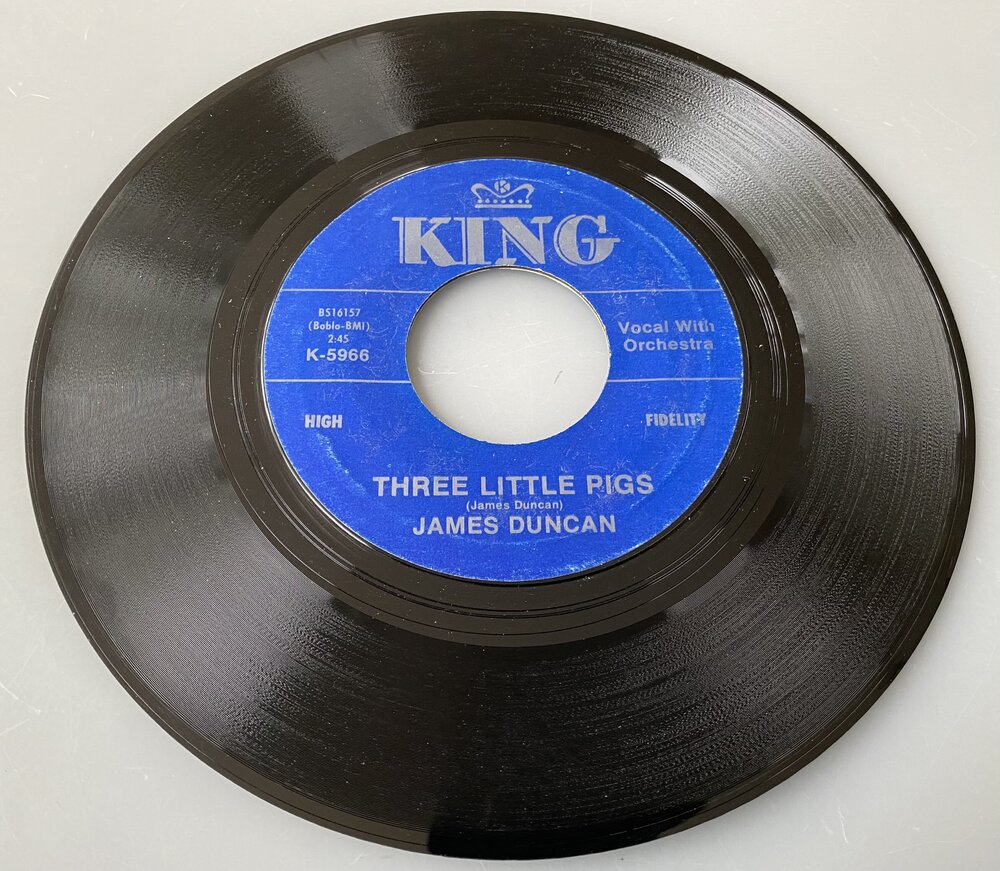 K
KING
BS16157
(Boblo-BMI)
2:45
K-5966
Vocal With
Orchestra
HIGH
FIDELITY
THREE LITTLE PIGS
(James Duncan)
JAMES DUNCAN